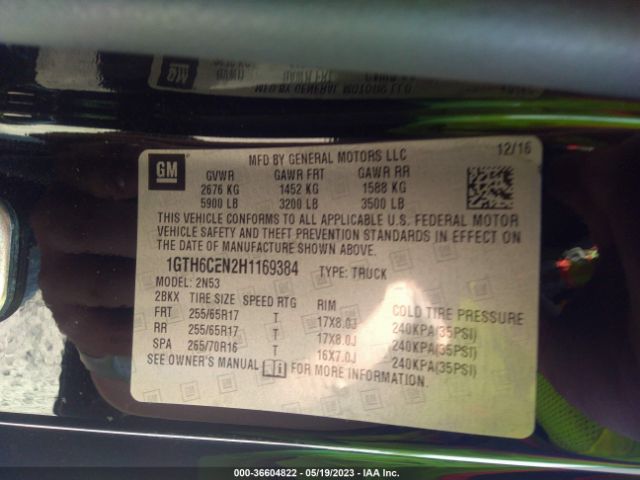 GM
MFD BY GENERAL MOTORS LLC
12/16
GVWR GAWR FRT GAWR RR
2676 KG 1452 KG 1588 KG
5900 LB 3200 LB 3500 LB
THIS VEHICLE CONFORMS TO ALL APPLICABLE U.S. FEDERAL MOTOR
VEHICLE SAFETY AND THEFT PREVENTION STANDARDS IN EFFECT ON
THE DATE OF MANUFACTURE SHOWN ABOVE.
1GTH6CEN2H1169384 TYPE: TRUCK
MODEL: 2N53
2BKX TIRE SIZE SPEED RTG RIM COLD TIRE PRESSURE
FRT 255/65R17 T 17X8.0J 240KPA(35PSI)
RR 255/65R17 T 17X8.0J 240KPA(35PSI)
SPA 265/70R16 T 16X7.0J 240KPA(35PSI)
SEE OWNER'S MANUAL FOR MORE INFORMATION.
000-36604822 - 05/19/2023 - IAA Inc.